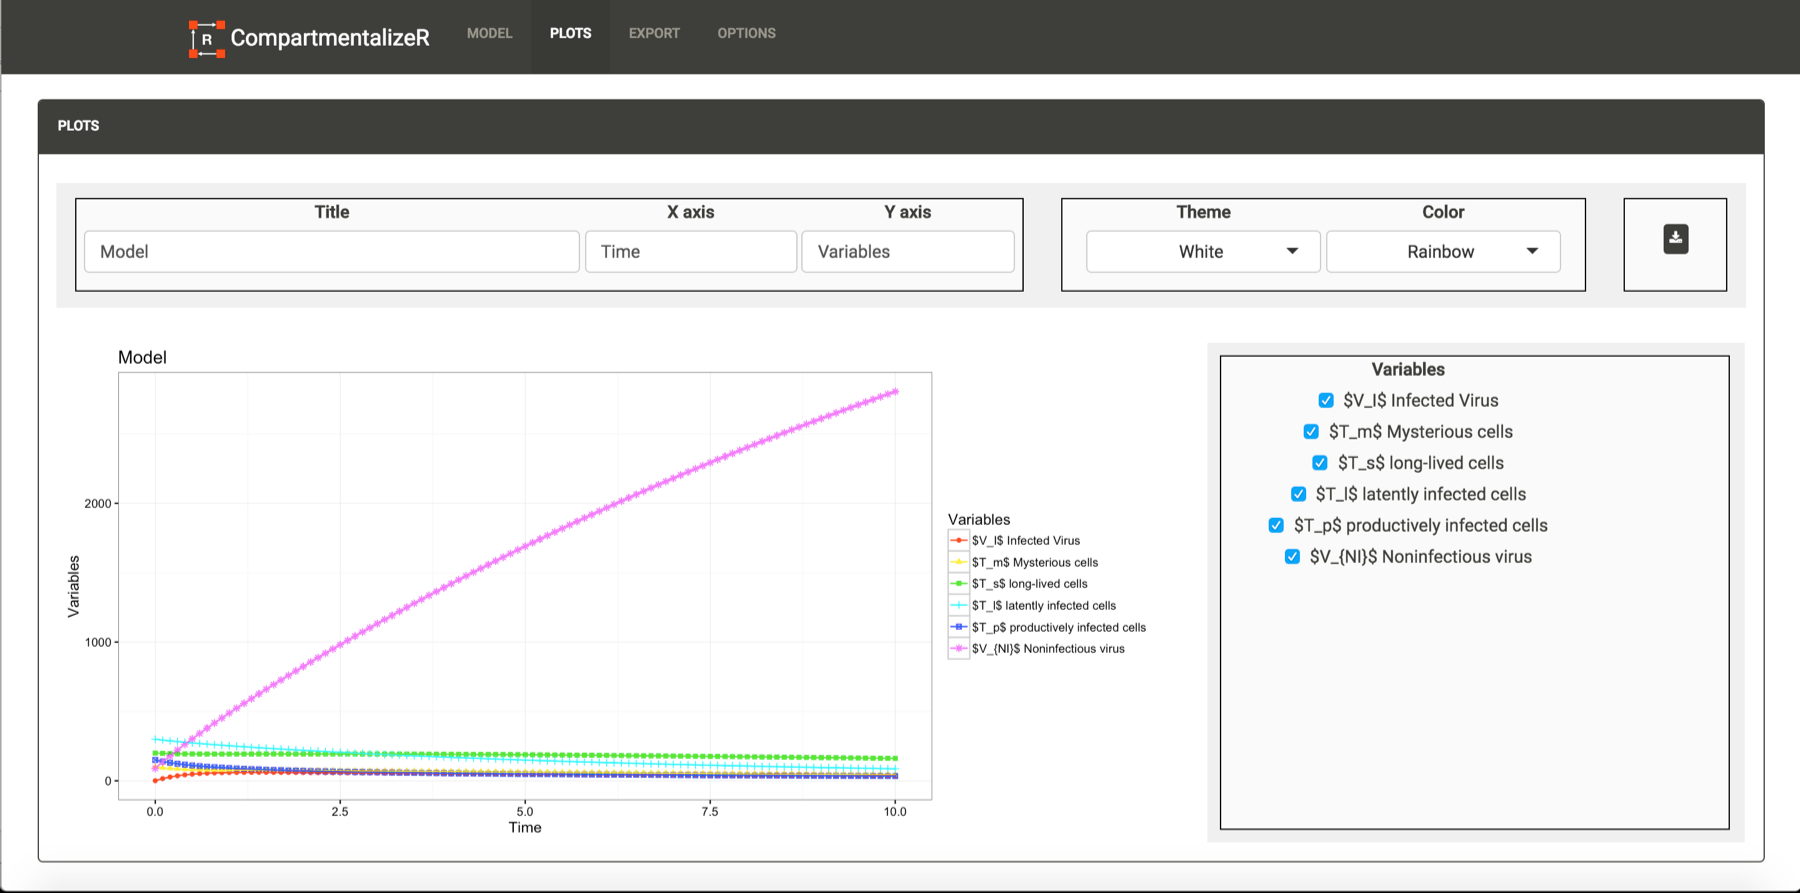 R CompartmentalizeR MODEL PLOTS EXPORT OPTIONS
PLOTS
Title X axis Y axis Theme Color
Model Time Variables White Rainbow
Model
2000
1000
0
Variables
0.0 2.5 5.0 7.5 10.0
Time
Variables
$V_I$ Infected Virus
$T_m$ Mysterious cells
$T_s$ long-lived cells
$T_l$ latently infected cells
$T_p$ productively infected cells
$V_{NI}$ Noninfectious virus
Variables
$V_I$ Infected Virus
$T_m$ Mysterious cells
$T_s$ long-lived cells
$T_l$ latently infected cells
$T_p$ productively infected cells
$V_{NI}$ Noninfectious virus